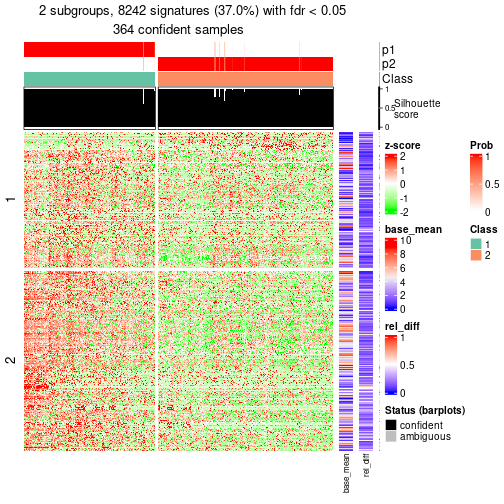 2 subgroups, 8242 signatures (37.0%) with fdr < 0.05
364 confident samples
p1
p2
Class
1
0.5
0
Silhouette
score
1
2
base_mean
rel_diff
z-score
2
1
0
-1
-2
base_mean
10
8
6
4
2
0
rel_diff
1
0.5
0
Status (barplots)
confident
ambiguous
Prob
1
0.5
0
Class
1
2